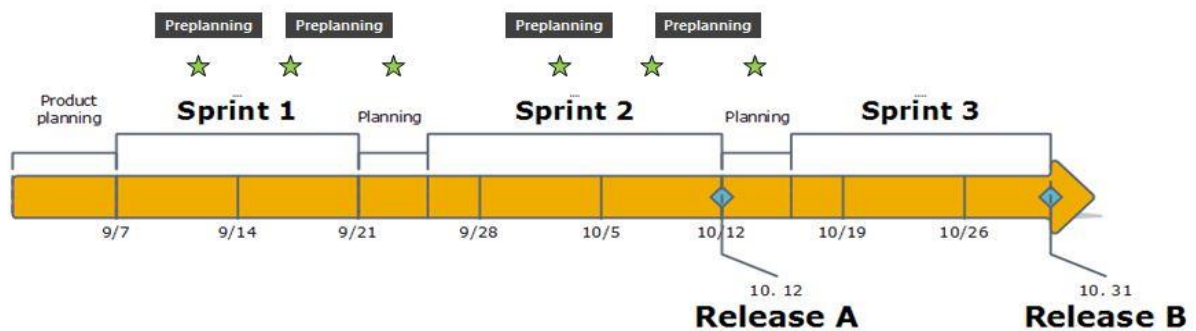 Preplanning Preplanning Preplanning Preplanning
Product
planning
Sprint 1
Planning
Sprint 2
Planning
Sprint 3
9/7 9/14 9/21 9/28 10/5 10/12 10/19 10/26
10. 12
Release A
10. 31
Release B